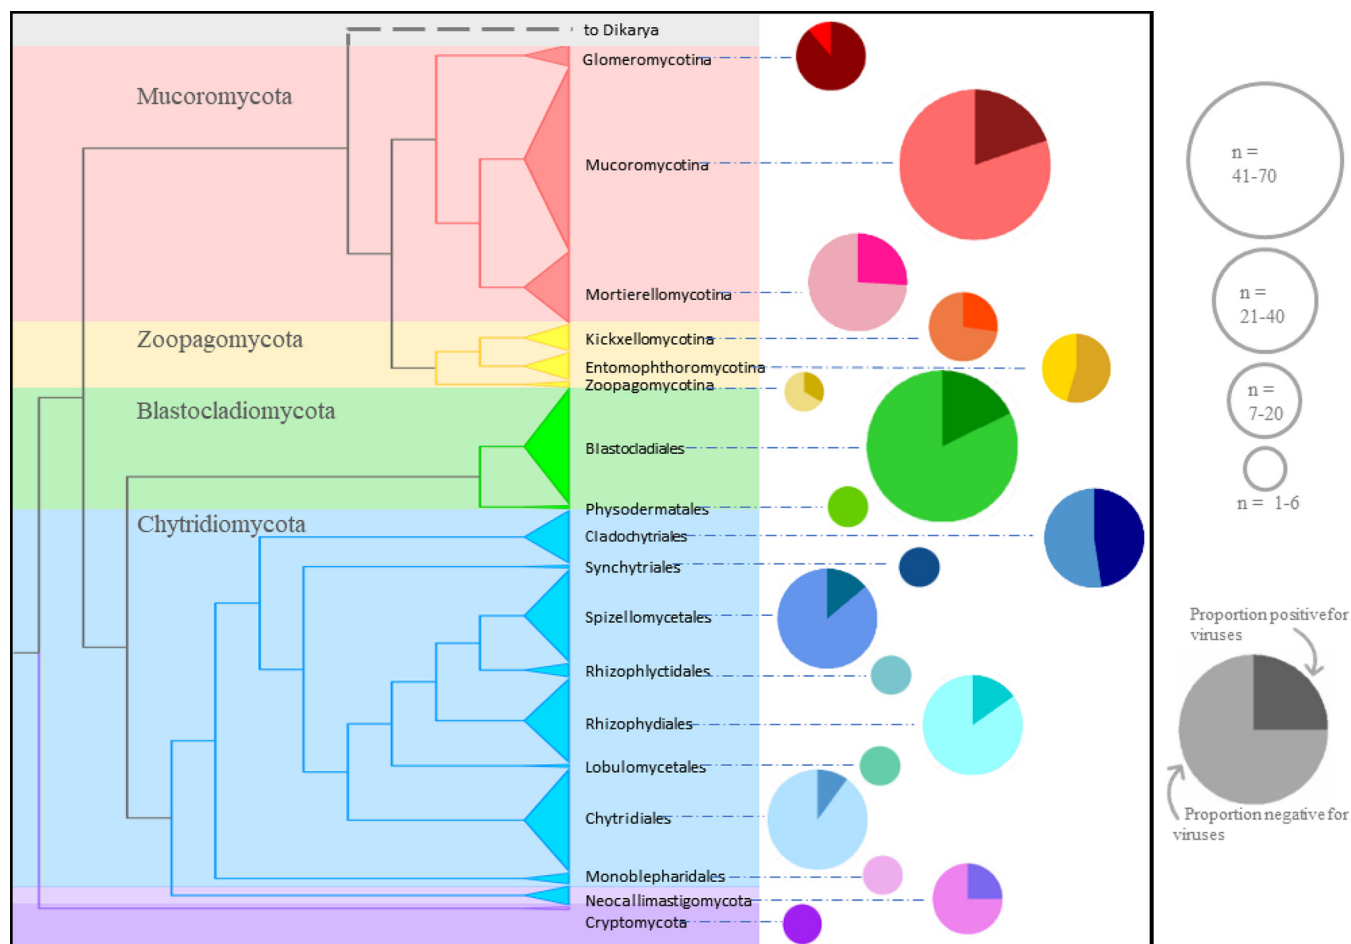 to Dikarya
Glomeromycotina
Mucoromycota
Mucoromycotina
Mortierellomycotina
Zoopagomycota
Kickxellomycotina
Entomophthoromycotina
Zoopagomycotina
Blastocladiomycota
Blastocladiales
Physodermatales
Chytridiomycota
Cladochytriales
Synchytriales
Spizellomycetales
Rhizophlyctidales
Rhizophydiales
Lobulomycetales
Chytridiales
Monoblepharidales
Neocallimastigomycota
Cryptomycota
n =
41-70
n =
21-40
n =
7-20
n = 1-6
Proportion positive for
viruses
Proportion negative for
viruses